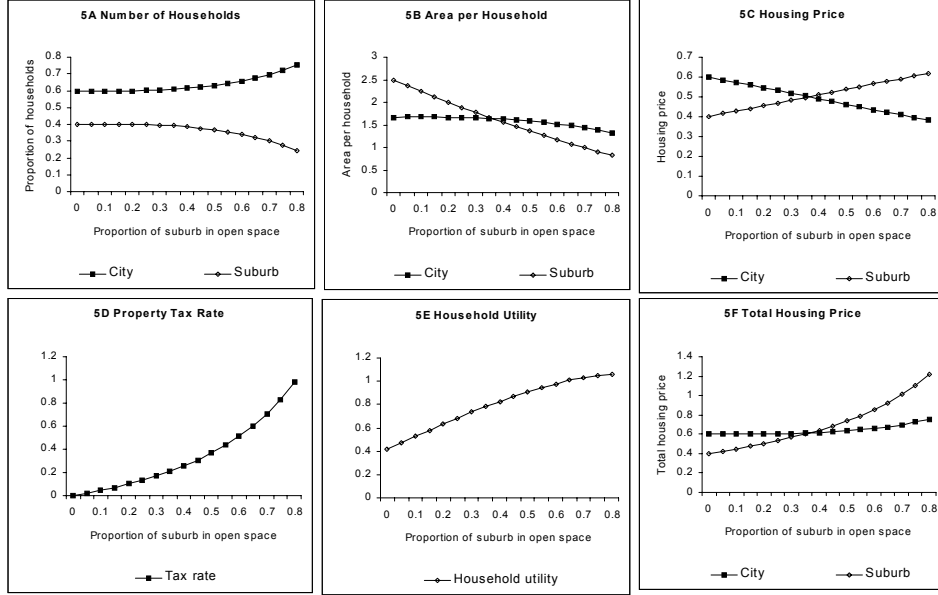 5A Number of Households
Proportion of households
0.8
0.7
0.6
0.5
0.4
0.3
0.2
0.1
0
0 0.1 0.2 0.3 0.4 0.5 0.6 0.7 0.8
Proportion of suburb in open space
City Suburb
5B Area per Household
Area per household
3
2.5
2
1.5
1
0.5
0
0 0.1 0.2 0.3 0.4 0.5 0.6 0.7 0.8
Proportion of suburb in open space
City Suburb
5C Housing Price
Housing price
0.7
0.6
0.5
0.4
0.3
0.2
0.1
0
0 0.1 0.2 0.3 0.4 0.5 0.6 0.7 0.8
Proportion of suburb in open space
City Suburb
5D Property Tax Rate
1.2
1
0.8
0.6
0.4
0.2
0
0 0.1 0.2 0.3 0.4 0.5 0.6 0.7 0.8
Proportion of suburb in open space
Tax rate
5E Household Utility
1.2
1
0.8
0.6
0.4
0.2
0
0 0.1 0.2 0.3 0.4 0.5 0.6 0.7 0.8
Proportion of suburb in open space
Household utility
5F Total Housing Price
Total housing price
1.4
1.2
1
0.8
0.6
0.4
0.2
0
0 0.1 0.2 0.3 0.4 0.5 0.6 0.7 0.8
Proportion of suburb in open space
City Suburb